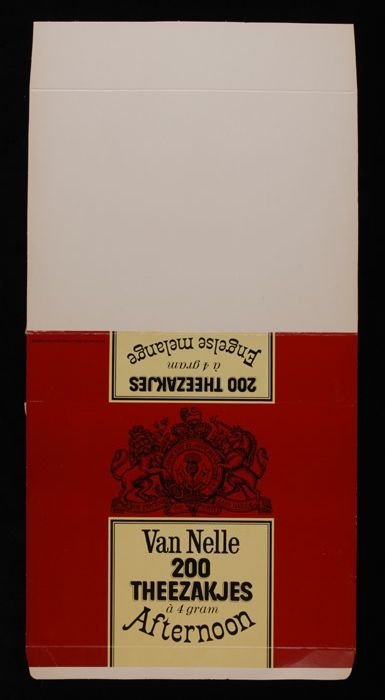 Engelse melange
à 4 gram
200 THEEZAKJES
Van Nelle
200
THEEZAKJES
à 4 gram
Afternoon